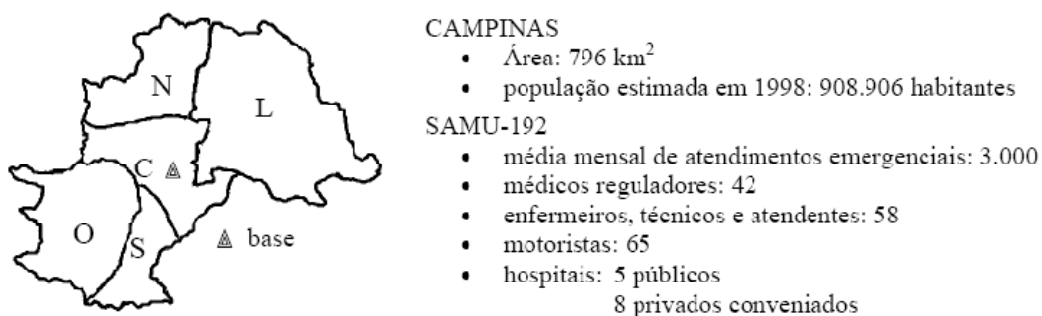 N
L
C
O
S
base
CAMPINAS
• Área: 796 km²
• população estimada em 1998: 908.906 habitantes
SAMU-192
• média mensal de atendimentos emergenciais: 3.000
• médicos reguladores: 42
• enfermeiros, técnicos e atendentes: 58
• motoristas: 65
• hospitais: 5 públicos
8 privados conveniados